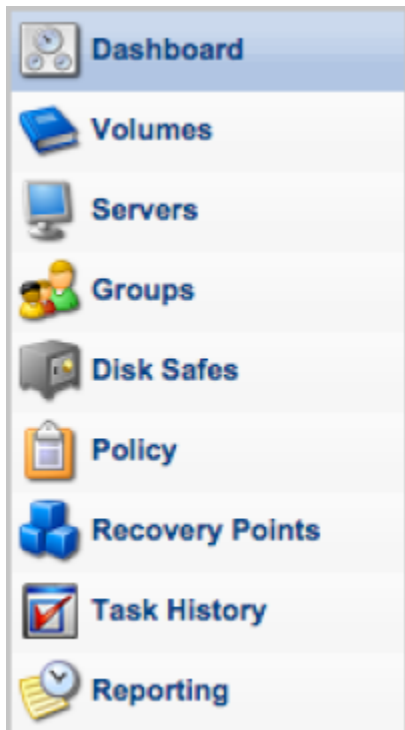 Dashboard
Volumes
Servers
Groups
Disk Safes
Policy
Recovery Points
Task History
Reporting